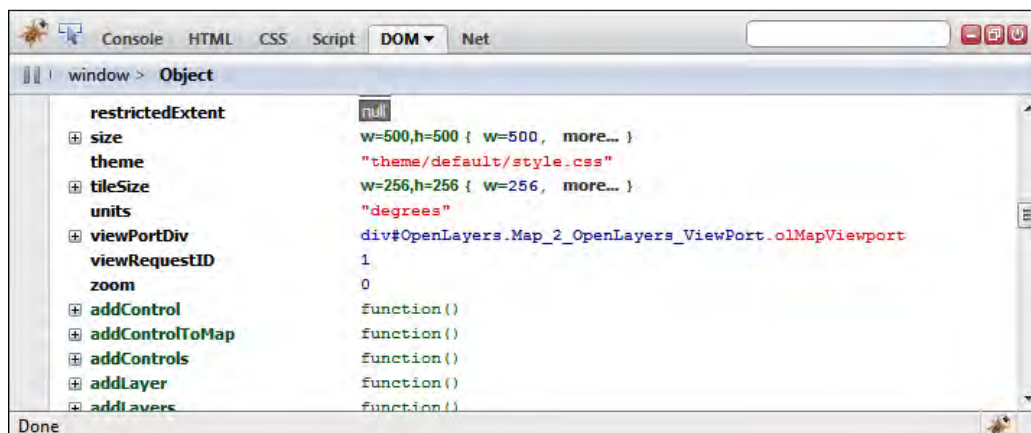 Console HTML CSS Script DOM Net
window > Object
restrictedExtent null
size w=500,h=500 { w=500, more... }
theme "theme/default/style.css"
tileSize w=256,h=256 { w=256, more... }
units "degrees"
viewPortDiv div#OpenLayers.Map_2_OpenLayers_ViewPort.olMapViewport
viewRequestID 1
zoom 0
addControl function()
addControlToMap function()
addControls function()
addLayer function()
addLayers function()
Done